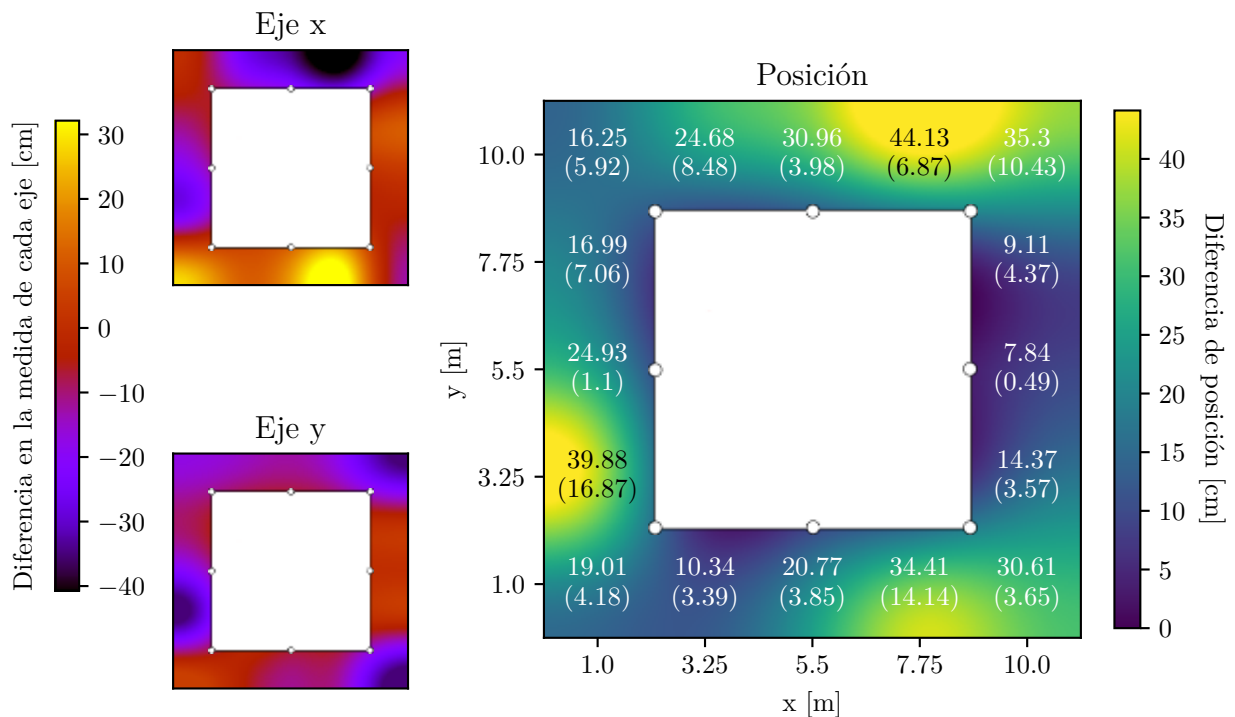 Eje x
Diferencia en la medida de cada eje [cm]
30
20
10
0
−10
−20
−30
−40
Eje y
Posición
y [m]
10.0
7.75
5.5
3.25
1.0
16.25 24.68 30.96 44.13 35.3
(5.92) (8.48) (3.98) (6.87) (10.43)
16.99 9.11
(7.06) (4.37)
24.93 7.84
(1.1) (0.49)
39.88 14.37
(16.87) (3.57)
19.01 10.34 20.77 34.41 30.61
(4.18) (3.39) (3.85) (14.14) (3.65)
1.0 3.25 5.5 7.75 10.0
x [m]
40
35
30
25
20
15
10
5
0
Diferencia de posición [cm]